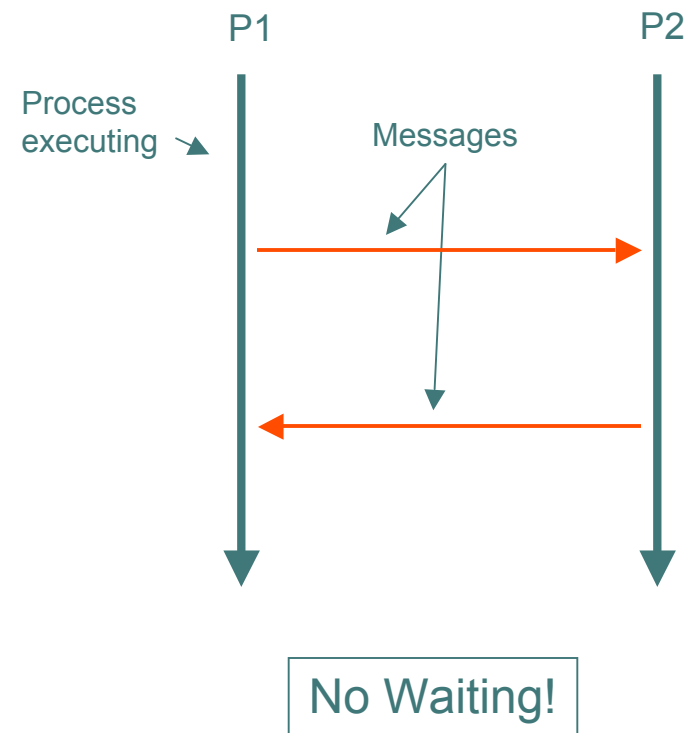 P1
P2
Process
executing
Messages
No Waiting!